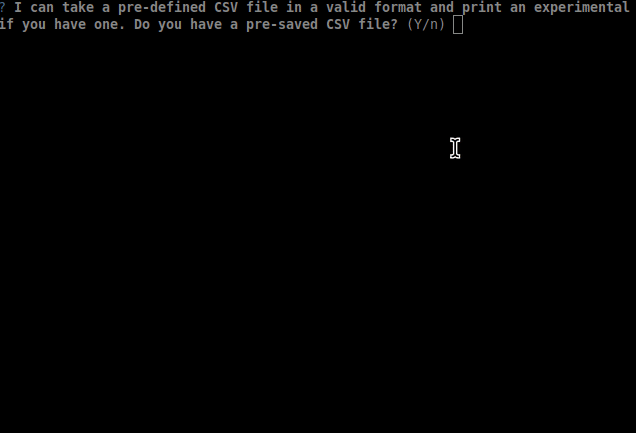 ? I can take a pre-defined CSV file in a valid format and print an experimental
if you have one. Do you have a pre-saved CSV file? (Y/n)